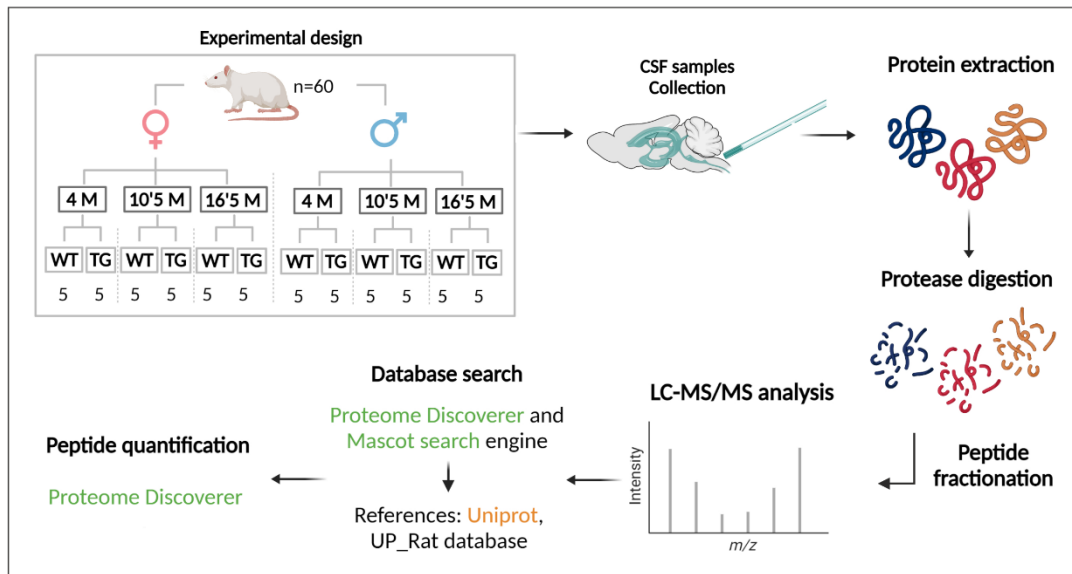 Experimental design
n=60
4 M 10'5 M 16'5 M 4 M 10'5 M 16'5 M
WT TG WT TG WT TG WT TG WT TG WT TG
5 5 5 5 5 5 5 5 5 5 5 5
CSF samples
Collection
Protein extraction
Protease digestion
Peptide
fractionation
LC-MS/MS analysis
Intensity
m/z
Database search
Proteome Discoverer and
Mascot search engine
References: Uniprot,
UP_Rat database
Peptide quantification
Proteome Discoverer